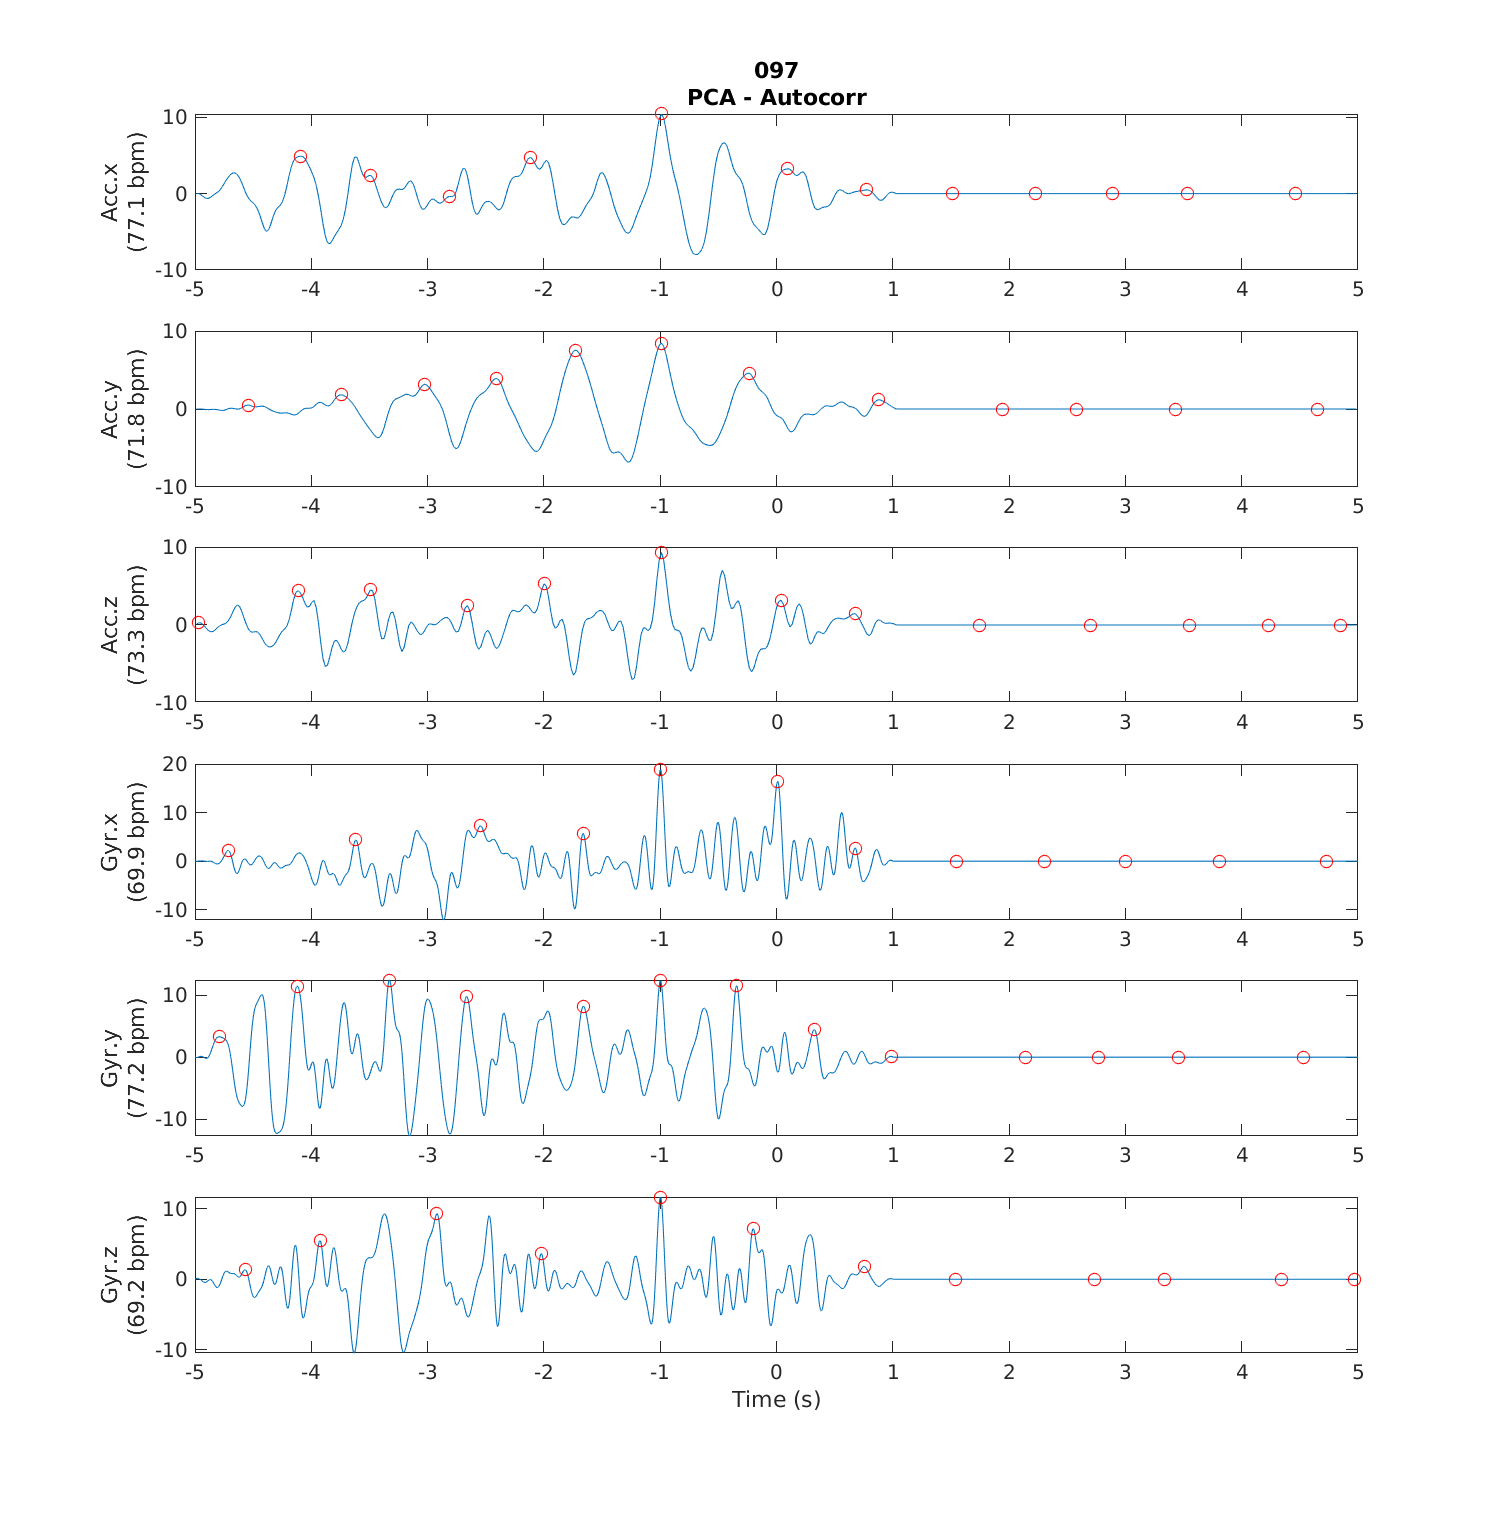 097
PCA - Autocorr
Acc.x
(77.1 bpm)
10
0
-10
-5 -4 -3 -2 -1 0 1 2 3 4 5
Acc.y
(71.8 bpm)
10
0
-10
-5 -4 -3 -2 -1 0 1 2 3 4 5
Acc.z
(73.3 bpm)
10
0
-10
-5 -4 -3 -2 -1 0 1 2 3 4 5
Gyr.x
(69.9 bpm)
20
10
0
-10
-5 -4 -3 -2 -1 0 1 2 3 4 5
Gyr.y
(77.2 bpm)
10
0
-10
-5 -4 -3 -2 -1 0 1 2 3 4 5
Gyr.z
(69.2 bpm)
10
0
-10
-5 -4 -3 -2 -1 0 1 2 3 4 5
Time (s)